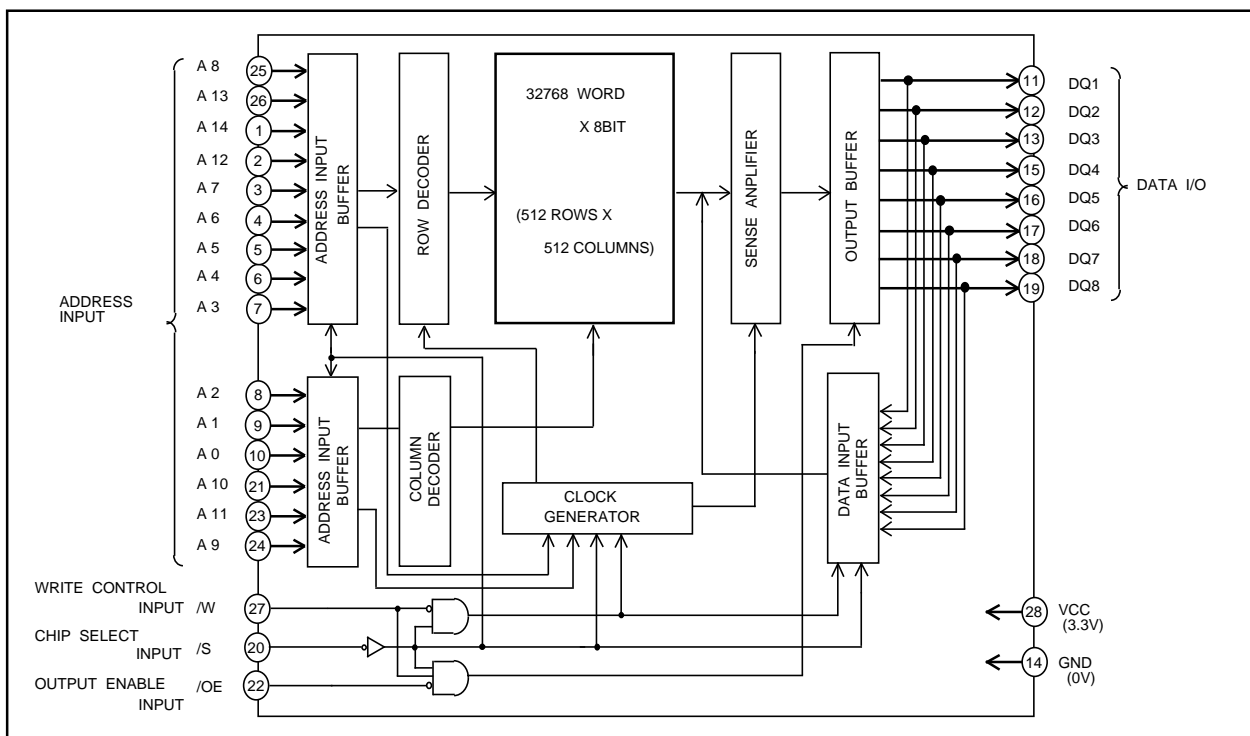 ADDRESS
INPUT
A 8
25
A 13
26
A 14
1
A 12
2
A 7
3
A 6
4
A 5
5
A 4
6
A 3
7
A 2
8
A 1
9
A 0
10
A 10
21
A 11
23
A 9
24
WRITE CONTROL
INPUT /W
27
CHIP SELECT
INPUT /S
20
OUTPUT ENABLE /OE
INPUT
22
ADDRESS INPUT
BUFFER
ROW DECODER
32768 WORD
X 8BIT
(512 ROWS X
512 COLUMNS)
SENSE AMPLIFIER
OUTPUT BUFFER
ADDRESS INPUT
BUFFER
COLUMN
DECODER
CLOCK
GENERATOR
DATA INPUT
BUFFER
11
DQ1
12
DQ2
13
DQ3
15
DQ4
16
DQ5
17
DQ6
18
DQ7
19
DQ8
DATA I/O
28
VCC
(3.3V)
14
GND
(0V)